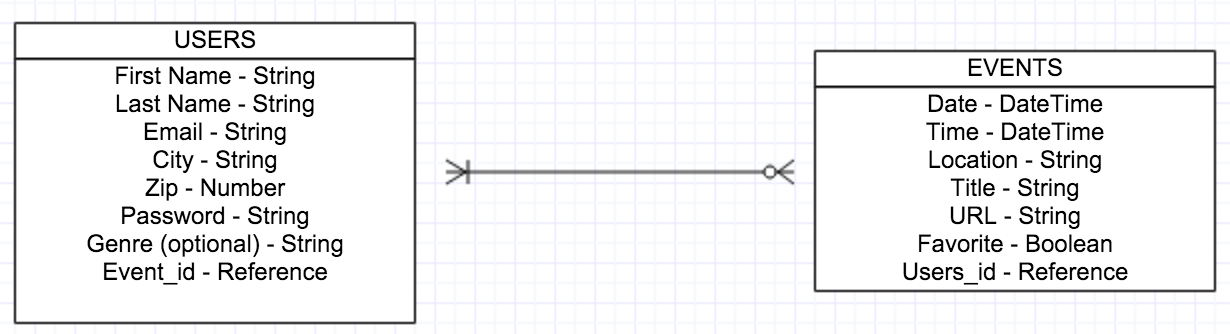 USERS
First Name - String
Last Name - String
Email - String
City - String
Zip - Number
Password - String
Genre (optional) - String
Event_id - Reference
EVENTS
Date - DateTime
Time - DateTime
Location - String
Title - String
URL - String
Favorite - Boolean
Users_id - Reference